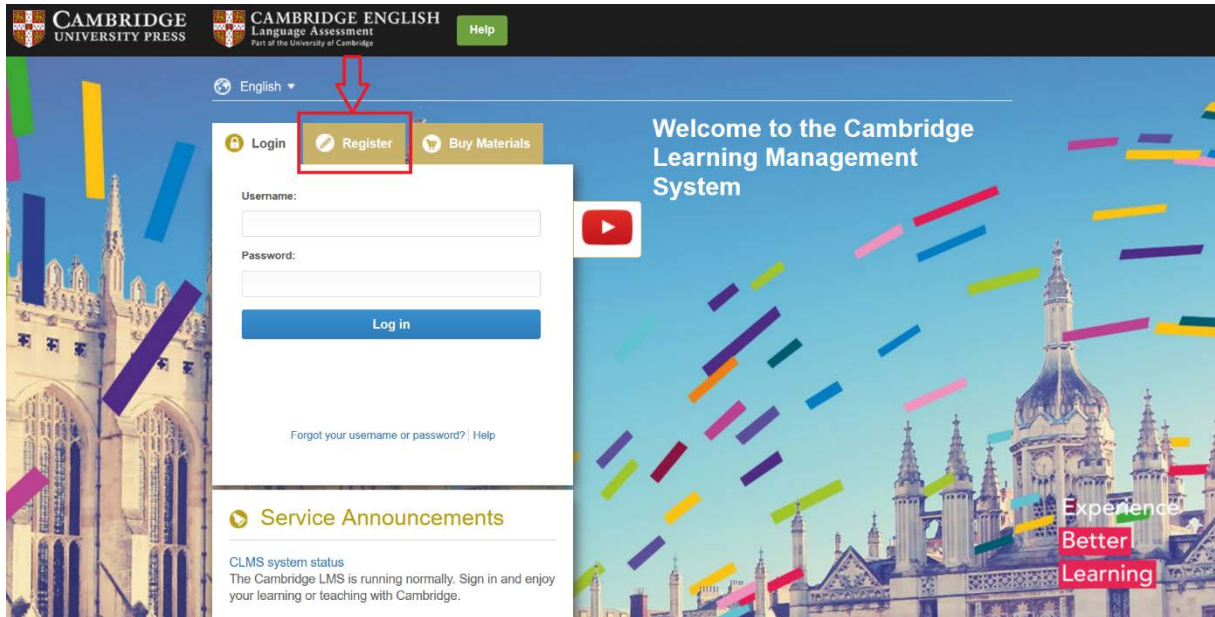 CAMBRIDGE
UNIVERSITY PRESS
CAMBRIDGE ENGLISH
Language Assessment
Part of the University of Cambridge
Help
English
Login
Register
Buy Materials
Username:
Password:
Log in
Forgot your username or password? | Help
Welcome to the Cambridge
Learning Management
System
Service Announcements
CLMS system status
The Cambridge LMS is running normally. Sign in and enjoy
your learning or teaching with Cambridge.
Experience
Better
Learning